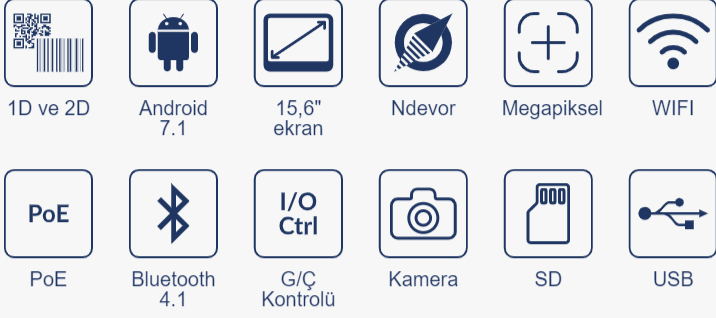 1D ve 2D
Android
7.1
15,6"
ekran
Ndevor
Megapiksel
WIFI
PoE
PoE
Bluetooth
4.1
I/O
Ctrl
G/Ç
Kontrolü
Kamera
SD
USB